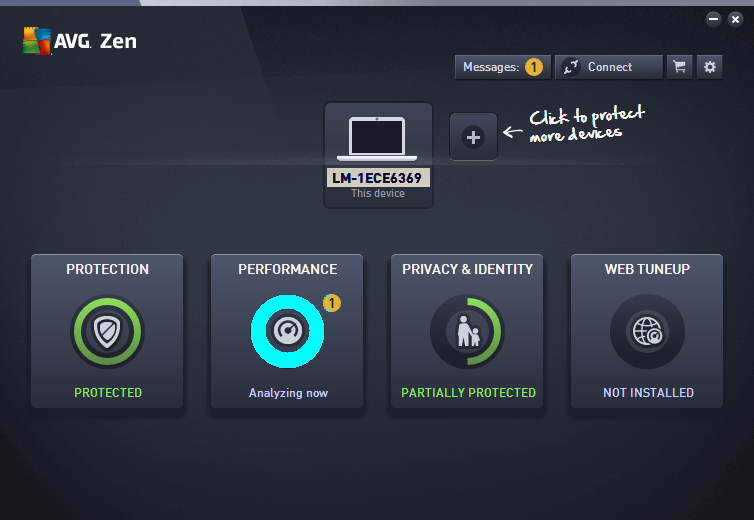 AVG. Zen
Messages: 1
Connect
Click to protect
more devices
LM-1ECE6369
This device
PROTECTION
PROTECTED
PERFORMANCE
1
Analyzing now
PRIVACY & IDENTITY
PARTIALLY PROTECTED
WEB TUNEUP
NOT INSTALLED